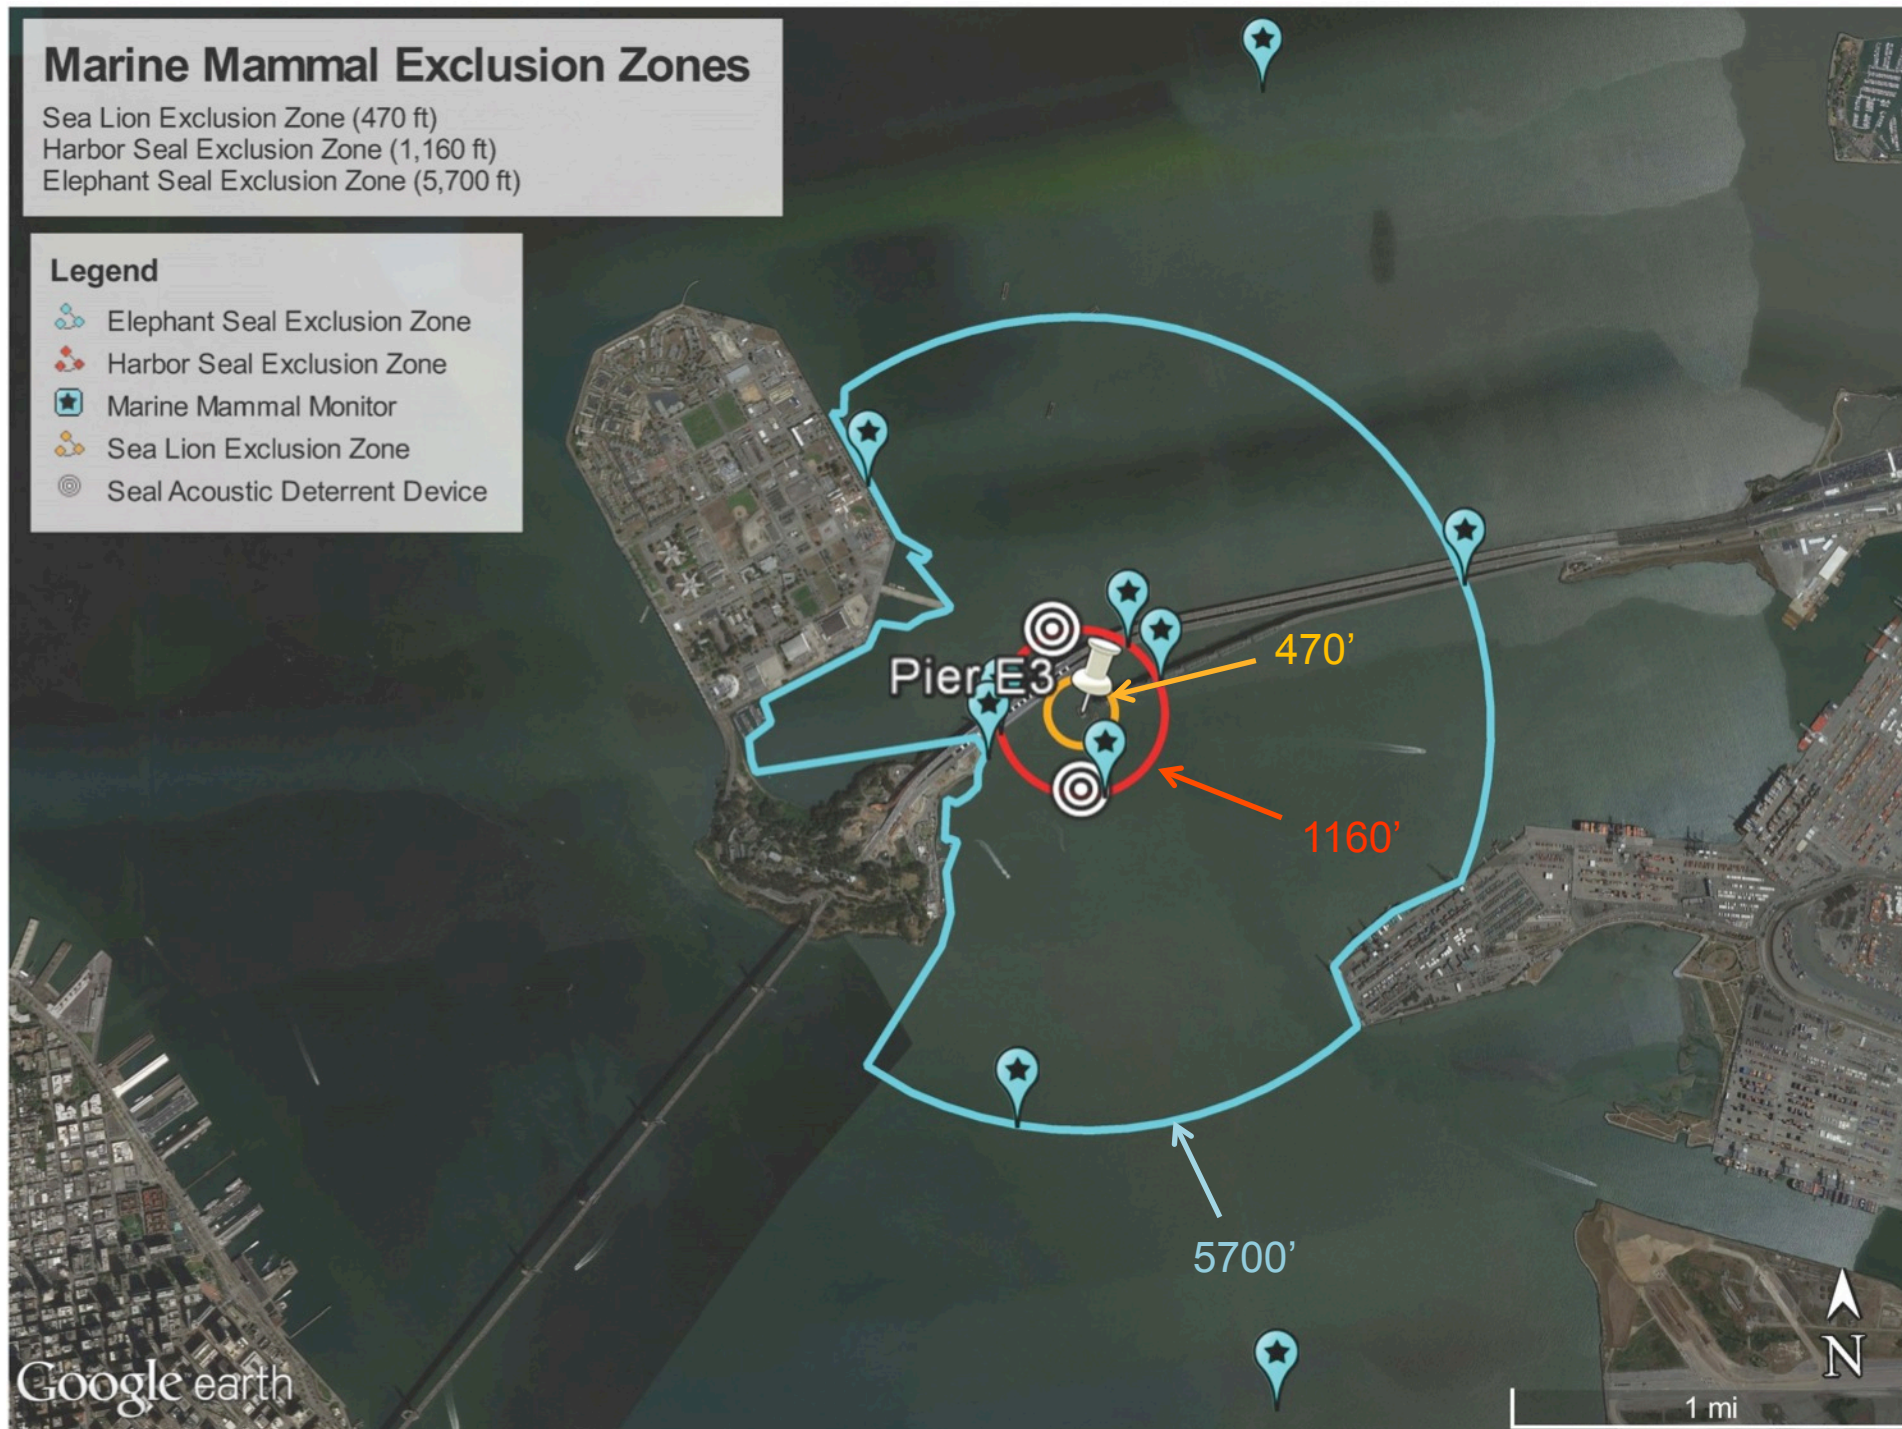 Marine Mammal Exclusion Zones
Sea Lion Exclusion Zone (470 ft)
Harbor Seal Exclusion Zone (1,160 ft)
Elephant Seal Exclusion Zone (5,700 ft)
Legend
Elephant Seal Exclusion Zone
Harbor Seal Exclusion Zone
Marine Mammal Monitor
Sea Lion Exclusion Zone
Seal Acoustic Deterrent Device
Pier E3
470’
1160’
5700’
N
Google earth
1 mi